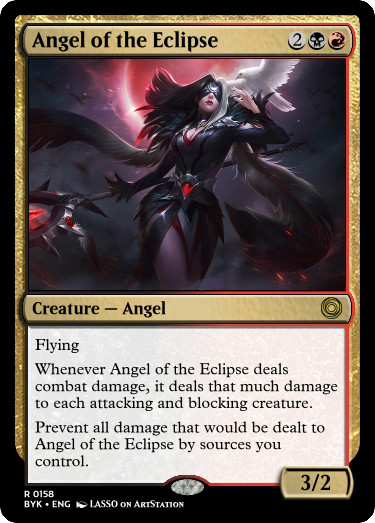 Angel of the Eclipse 2
Creature — Angel
Flying
Whenever Angel of the Eclipse deals
combat damage, it deals that much damage
to each attacking and blocking creature.
Prevent all damage that would be dealt to
Angel of the Eclipse by sources you
control.
3/2
R 0158
BYK • ENG LASSO on ArtStation